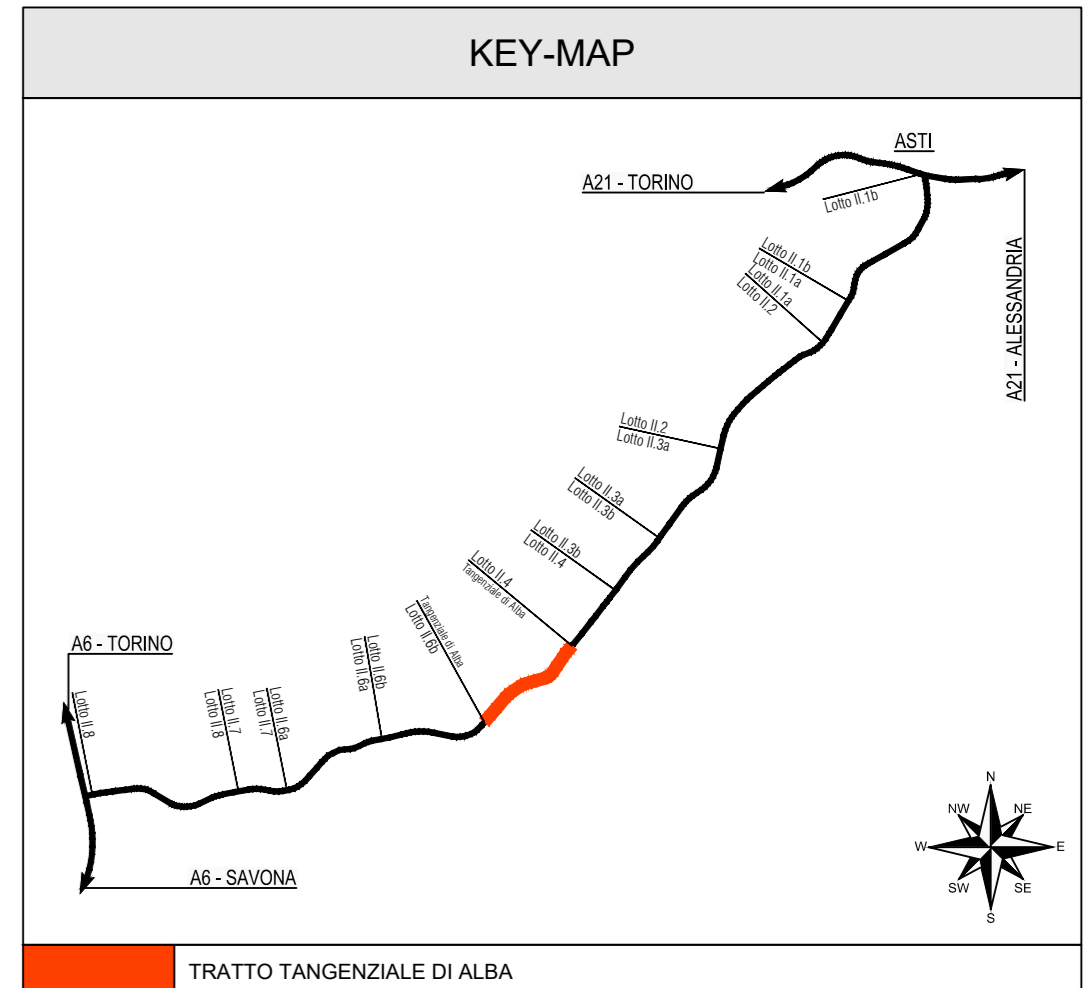 KEY-MAP
ASTI
A21 - TORINO
Lotto II.1b
A21 - ALESSANDRIA
Lotto II.1b
Lotto II.1a
Lotto II.1a
Lotto II.2
Lotto II.2
Lotto II.3a
Lotto II.3a
Lotto II.3b
Lotto II.3b
Lotto II.4
Lotto II.4
Tangenziale di Alba
Tangenziale di Alba
Lotto II.6b
Lotto II.6b
Lotto II.6a
Lotto II.6a
Lotto II.7
Lotto II.7
Lotto II.8
Lotto II.8
A6 - TORINO
A6 - SAVONA
N
NW
NE
W
E
SW
SE
S
TRATTO TANGENZIALE DI ALBA